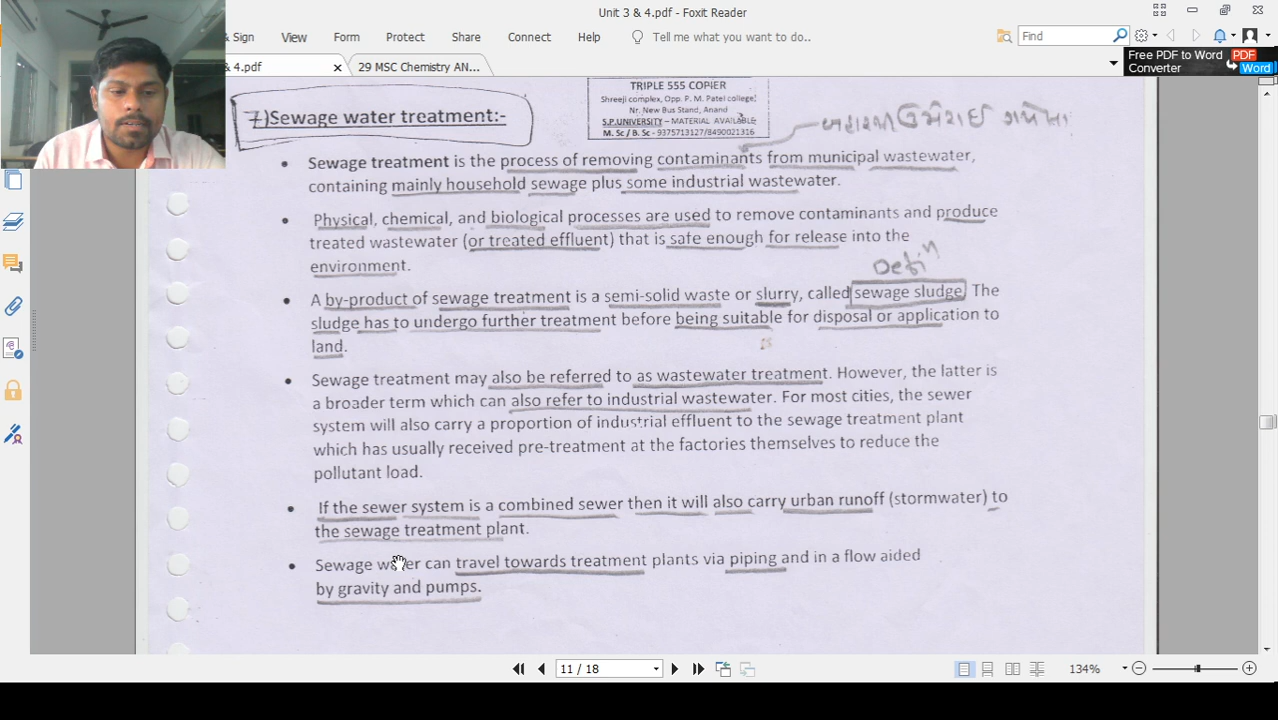 Unit 3 & 4.pdf - Foxit Reader
Sign View Form Protect Share Connect Help Tell me what you want to do.. Find
4.pdf × 29 MSC Chemistry AN...
Free PDF to Word
Converter
PDF
Word
TRIPLE 555 COPIER
Shreeji complex, Opp. P. M. Patel college,
Nr. New Bus Stand, Anand
S.P.UNIVERSITY - MATERIAL AVAILABLE
M. Sc / B. Sc - 9375713127/8490021316
7)Sewage water treatment:-
• Sewage treatment is the process of removing contaminants from municipal wastewater,
containing mainly household sewage plus some industrial wastewater.
• Physical, chemical, and biological processes are used to remove contaminants and produce
treated wastewater (or treated effluent) that is safe enough for release into the
environment.
Defiⁿ
• A by-product of sewage treatment is a semi-solid waste or slurry, called sewage sludge. The
sludge has to undergo further treatment before being suitable for disposal or application to
land.
• Sewage treatment may also be referred to as wastewater treatment. However, the latter is
a broader term which can also refer to industrial wastewater. For most cities, the sewer
system will also carry a proportion of industrial effluent to the sewage treatment plant
which has usually received pre-treatment at the factories themselves to reduce the
pollutant load.
• If the sewer system is a combined sewer then it will also carry urban runoff (stormwater) to
the sewage treatment plant.
• Sewage water can travel towards treatment plants via piping and in a flow aided
by gravity and pumps.
11 / 18
134%